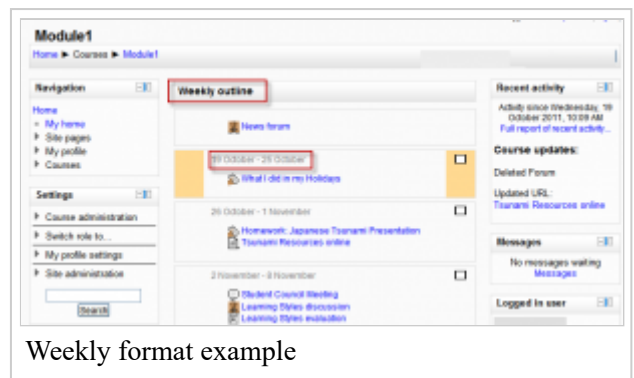 Module1
Home ► Courses ► Module1
Navigation
Home
My home
Site pages
My profile
Courses
Settings
Course administration
Switch role to...
My profile settings
Site administration
Search
Weekly outline
News forum
19 October - 25 October
What I did in my Holidays
26 October - 1 November
Homework: Japanese Tsunami Presentation
Tsunami Resources online
2 November - 8 November
Student Council Meeting
Learning Styles discussion
Learning Styles evaluation
Recent activity
Activity since Wednesday, 19
October 2011, 10:09 AM
Full report of recent activity...
Course updates:
Deleted Forum
Updated URL:
Tsunami Resources online
Messages
No messages waiting
Messages
Logged in user
Weekly format example